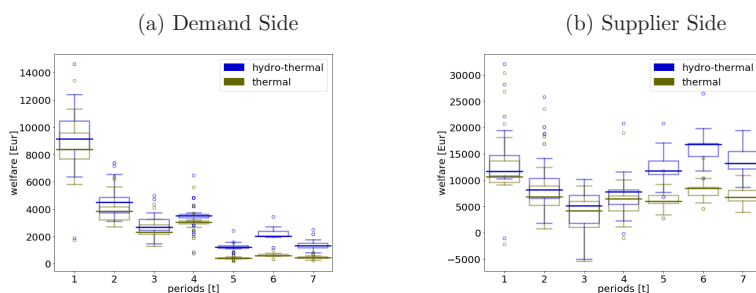 (a) Demand Side
(b) Supplier Side
14000
12000
10000
8000
6000
4000
2000
0
welfare [Eur]
hydro-thermal
thermal
1 2 3 4 5 6 7
periods [t]
30000
25000
20000
15000
10000
5000
0
−5000
welfare [Eur]
hydro-thermal
thermal
1 2 3 4 5 6 7
periods [t]